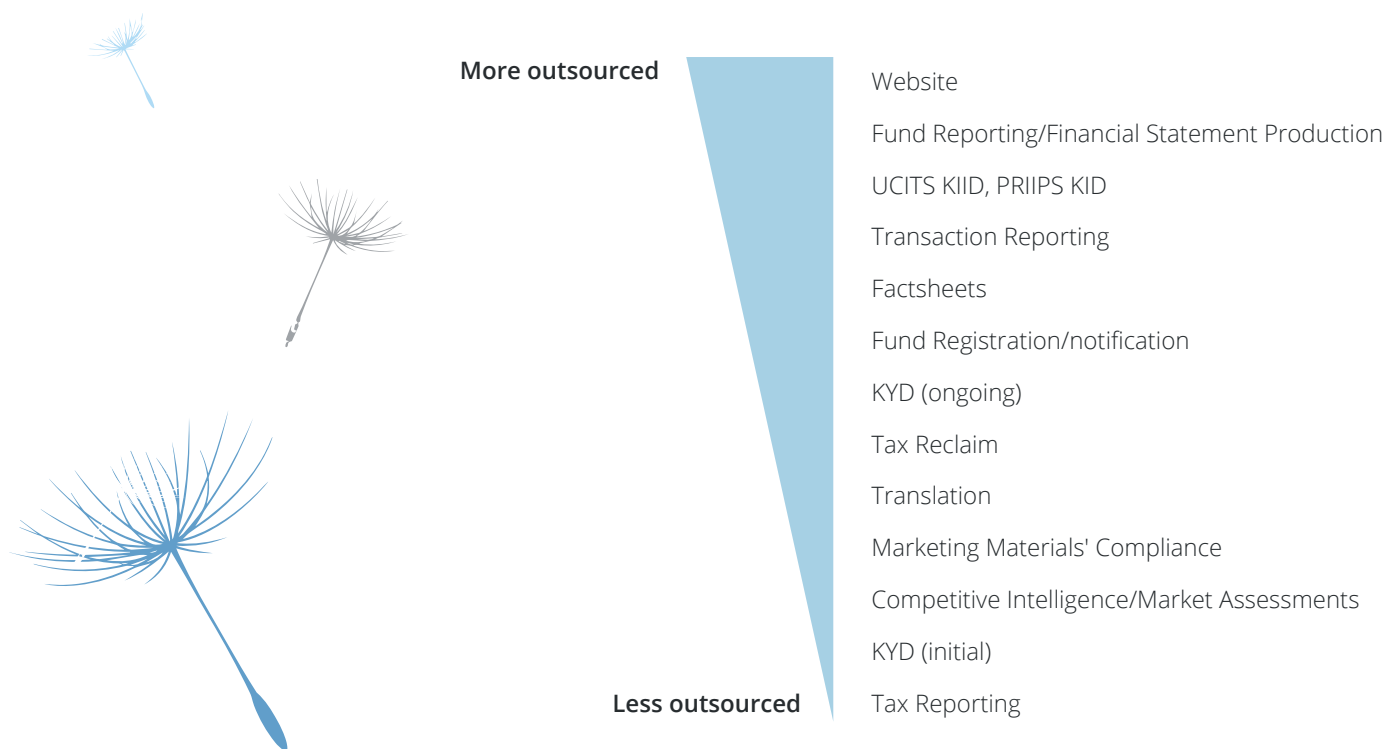 More outsourced
Website
Fund Reporting/Financial Statement Production
UCITS KIID, PRIIPS KID
Transaction Reporting
Factsheets
Fund Registration/notification
KYD (ongoing)
Tax Reclaim
Translation
Marketing Materials' Compliance
Competitive Intelligence/Market Assessments
KYD (initial)
Less outsourced
Tax Reporting